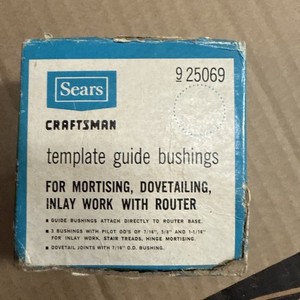 Sears
9 25069
CRAFTSMAN
template guide bushings
FOR MORTISING, DOVETAILING,
INLAY WORK WITH ROUTER
▪ GUIDE BUSHINGS ATTACH DIRECTLY TO ROUTER BASE.
▪ 3 BUSHINGS WITH PILOT OD'S OF 7/16", 5/8" AND 1-1/16"
FOR INLAY WORK, STAIR TREADS, HINGE MORTISING.
▪ DOVETAIL JOINTS WITH 7/16" O.D. BUSHING.